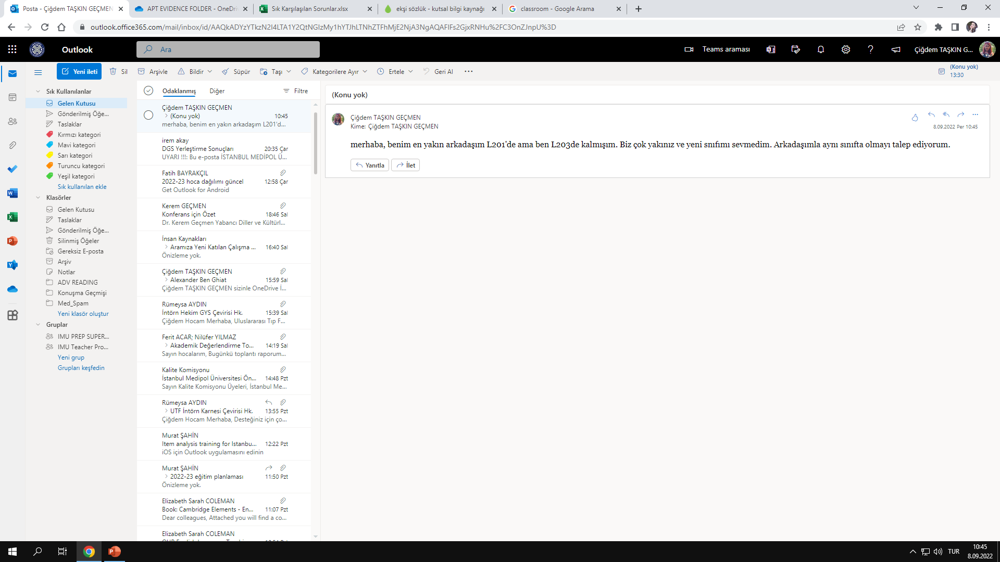 Posta - Çiğdem TAŞKIN GEÇMEN
APT EVIDENCE FOLDER - OneDri
Sık Karşılaşılan Sorunlar.xlsx
ekşi sözlük - kutsal bilgi kaynağı
classroom - Google Arama
outlook.office365.com/mail/inbox/id/AAQkADYzYTkzN2I4LTA1Y2QtNGIzMy1hYTJhLTNhZTFhMjE2NjA3NgAQAFIFs2GjxRNHu%2FC3OnZJnpU%3D
Outlook
Ara
Teams araması
Çiğdem TAŞKIN G...
Yeni ileti
Sil
Arşivle
Bildir
Süpür
Taşı
Kategorilere Ayır
Ertele
Geri Al
(Konu yok)
13:30
Sık Kullanılanlar
Gelen Kutusu
Gönderilmiş Öğe...
Taslaklar
Kırmızı kategori
Mavi kategori
Sarı kategori
Turuncu kategori
Yeşil kategori
Sık kullanılan ekle
Klasörler
Gelen Kutusu
Taslaklar
Gönderilmiş Öğe...
Silinmiş Öğeler
Gereksiz E-posta
Arşiv
Notlar
ADV READING
Konuşma Geçmişi
Med_Spam
Yeni klasör oluştur
Gruplar
IMU PREP SUPER...
IMU Teacher Pro...
Yeni grup
Grupları keşfedin
Odaklanmış
Diğer
Filtre
Çiğdem TAŞKIN GEÇMEN
(Konu yok) 10:45
merhaba, benim en yakın arkadaşım L201'd...
irem akay
DGS Yerleştirme Sonuçları 20:35 Çar
UYARI !!!: Bu e-posta İSTANBUL MEDİPOL Ü...
Fatih BAYRAKÇIL
2022-23 hoca dağılımı güncel 12:58 Çar
Get Outlook for Android
Kerem GEÇMEN
Konferans için Özet 18:46 Sal
Dr. Kerem Geçmen Yabancı Diller ve Kültürl...
İnsan Kaynakları
Aramıza Yeni Katılan Çalışma ... 16:40 Sal
Önizleme yok.
Çiğdem TAŞKIN GEÇMEN
Alexander Ben Ghiat 15:59 Sal
Çiğdem TAŞKIN GEÇMEN sizinle OneDrive İ...
Rümeysa AYDIN
İntörn Hekim GYS Çevirisi Hk. 15:39 Sal
Çiğdem Hocam Merhaba, Uluslararası Tıp F...
Ferit ACAR; Nilüfer YILMAZ
Akademik Değerlendirme To... 14:19 Sal
Sayın hocalarım, Bugünkü toplantı raporum...
Kalite Komisyonu
İstanbul Medipol Üniversitesi Ön... 14:48 Pzt
Sayın Kalite Komisyonu Üyeleri, İstanbul Me...
Rümeysa AYDIN
UTF İntörn Karnesi Çevirisi Hk. 13:55 Pzt
Çiğdem Hocam Merhaba, Desteğiniz için ço...
Murat ŞAHİN
Item analysis training for Istanbu... 12:22 Pzt
iOS için Outlook uygulamasını edinin
Murat ŞAHİN
2022-23 eğitim planlaması 11:50 Pzt
Önizleme yok.
Elizabeth Sarah COLEMAN
Book: Cambridge Elements - En... 11:07 Pzt
Dear colleagues, Attached you will find a co...
Elizabeth Sarah COLEMAN
(Konu yok)
Çiğdem TAŞKIN GEÇMEN
Kime: Çiğdem TAŞKIN GEÇMEN
8.09.2022 Per 10:45
merhaba, benim en yakın arkadaşım L201'de ama ben L203de kalmışım. Biz çok yakınız ve yeni snıfımı sevmedim. Arkadaşımla aynı sınıfta olmayı talep ediyorum.
Yanıtla
İlet
TUR
10:45
8.09.2022